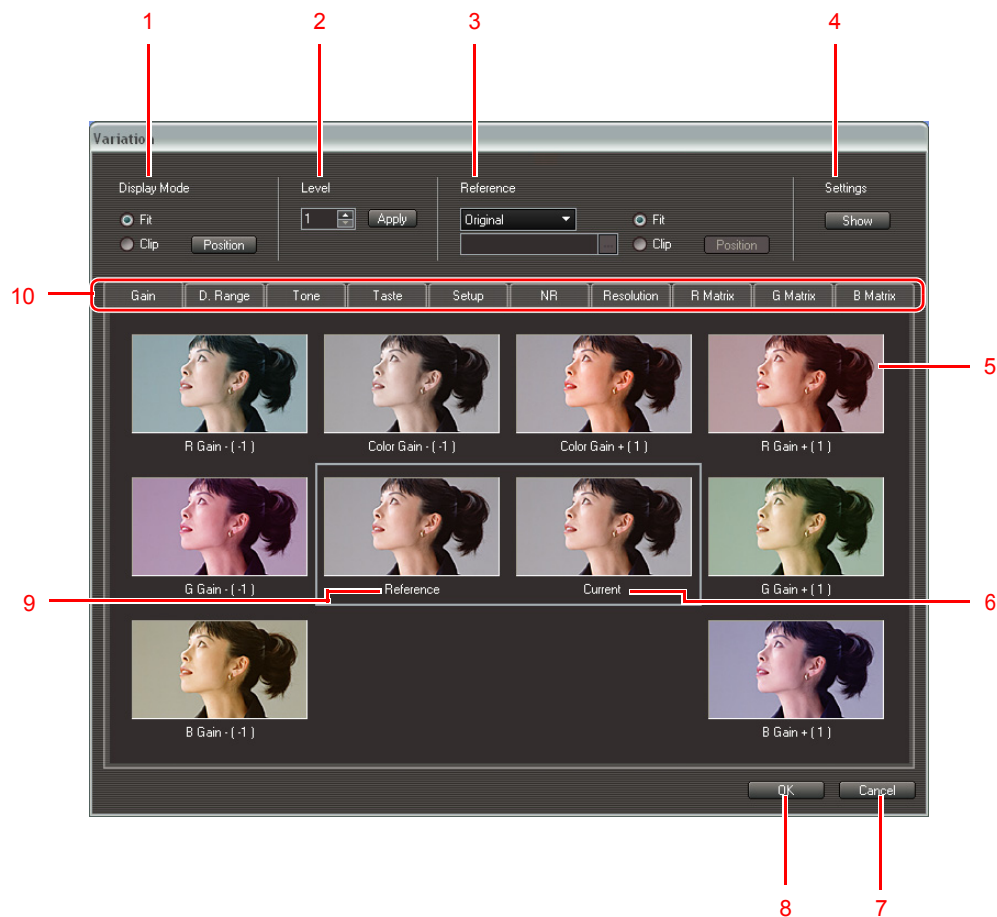 1 2 3 4
Variation
Display Mode
Fit
Clip Position
Level
1 Apply
Reference
Original
... 
Fit
Clip Position
Settings
Show
10
Gain D. Range Tone Taste Setup NR Resolution R Matrix G Matrix B Matrix
5
R Gain - ( -1 ) Color Gain - ( -1 ) Color Gain + ( 1 ) R Gain + ( 1 )
G Gain - ( -1 ) Reference Current G Gain + ( 1 )
9 6
B Gain - ( -1 ) B Gain + ( 1 )
OK Cancel
8 7